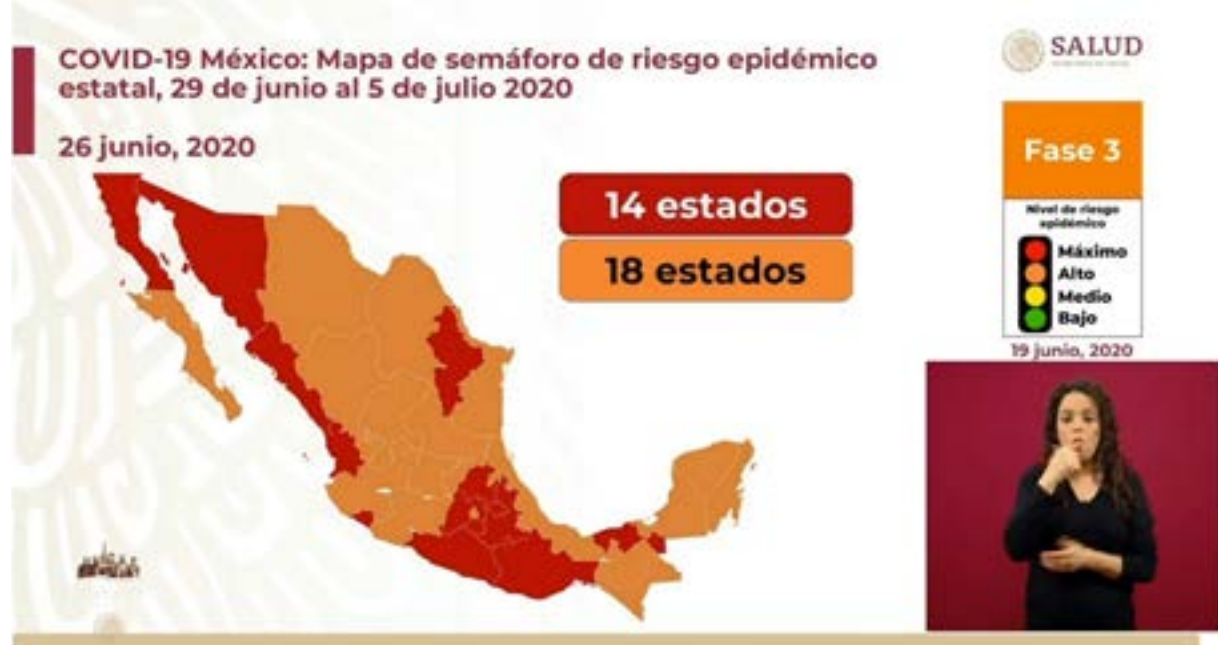 COVID-19 México: Mapa de semáforo de riesgo epidémico
estatal, 29 de junio al 5 de julio 2020
26 junio, 2020
14 estados
18 estados
SALUD
Fase 3
Nivel de riesgo
epidémico
Máximo
Alto
Medio
Bajo
19 junio, 2020